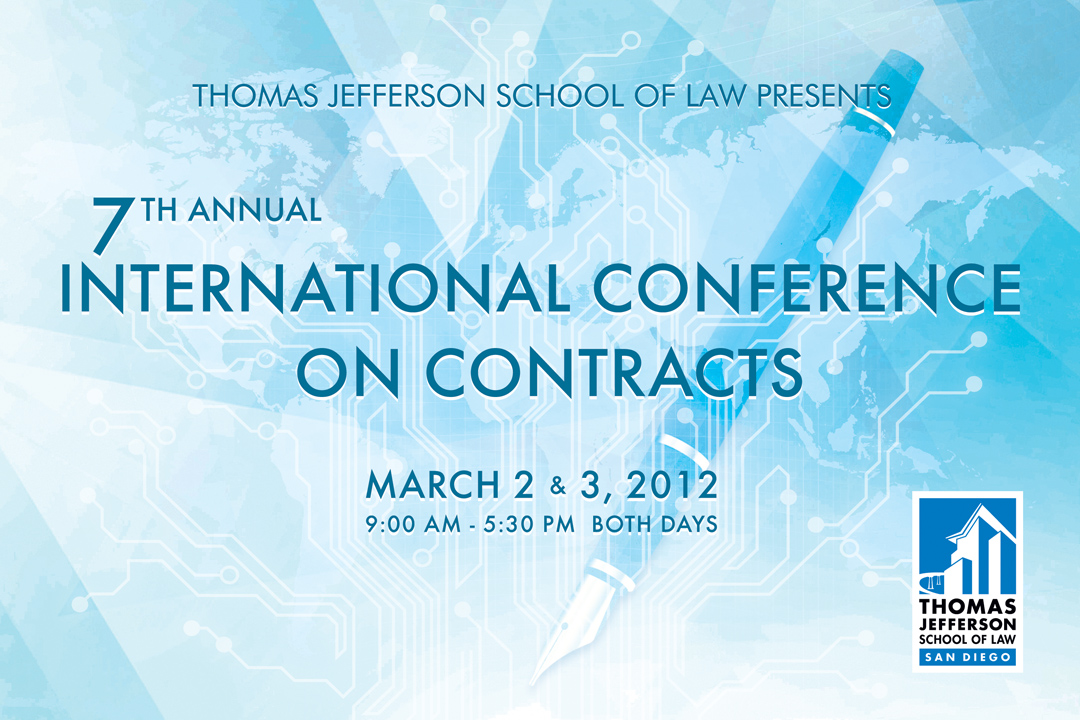 THOMAS JEFFERSON SCHOOL OF LAW PRESENTS
7TH ANNUAL
INTERNATIONAL CONFERENCE
ON CONTRACTS
MARCH 2 & 3, 2012
9:00 AM - 5:30 PM BOTH DAYS
THOMAS
JEFFERSON
SCHOOL OF LAW
SAN DIEGO